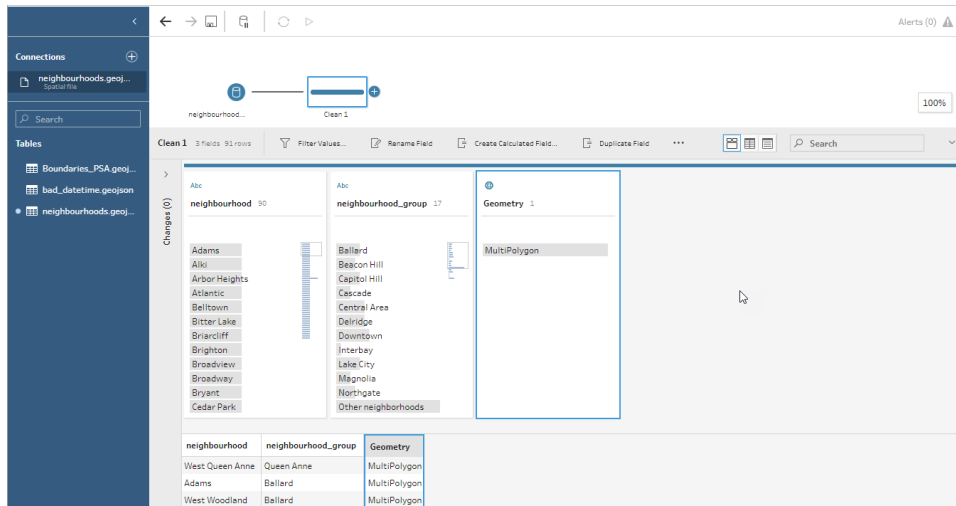 Alerts (0)
Connections
neighbourhoods.geoj...
Spatial file
Search
Tables
Boundaries_PSA.geoj...
bad_datetime.geojson
neighbourhoods.geoj...
neighbourhood...
Clean 1
100%
Clean 1 3 fields 91 rows Filter Values... Rename Field Create Calculated Field... Duplicate Field ... Search
Changes (0)
Abc
neighbourhood 90
Adams
Alki
Arbor Heights
Atlantic
Belltown
Bitter Lake
Briarcliff
Brighton
Broadview
Broadway
Bryant
Cedar Park
Abc
neighbourhood_group 17
Ballard
Beacon Hill
Capitol Hill
Cascade
Central Area
Delridge
Downtown
Interbay
Lake City
Magnolia
Northgate
Other neighborhoods
Geometry 1
MultiPolygon
neighbourhood neighbourhood_group Geometry
West Queen Anne Queen Anne MultiPolygon
Adams Ballard MultiPolygon
West Woodland Ballard MultiPolygon